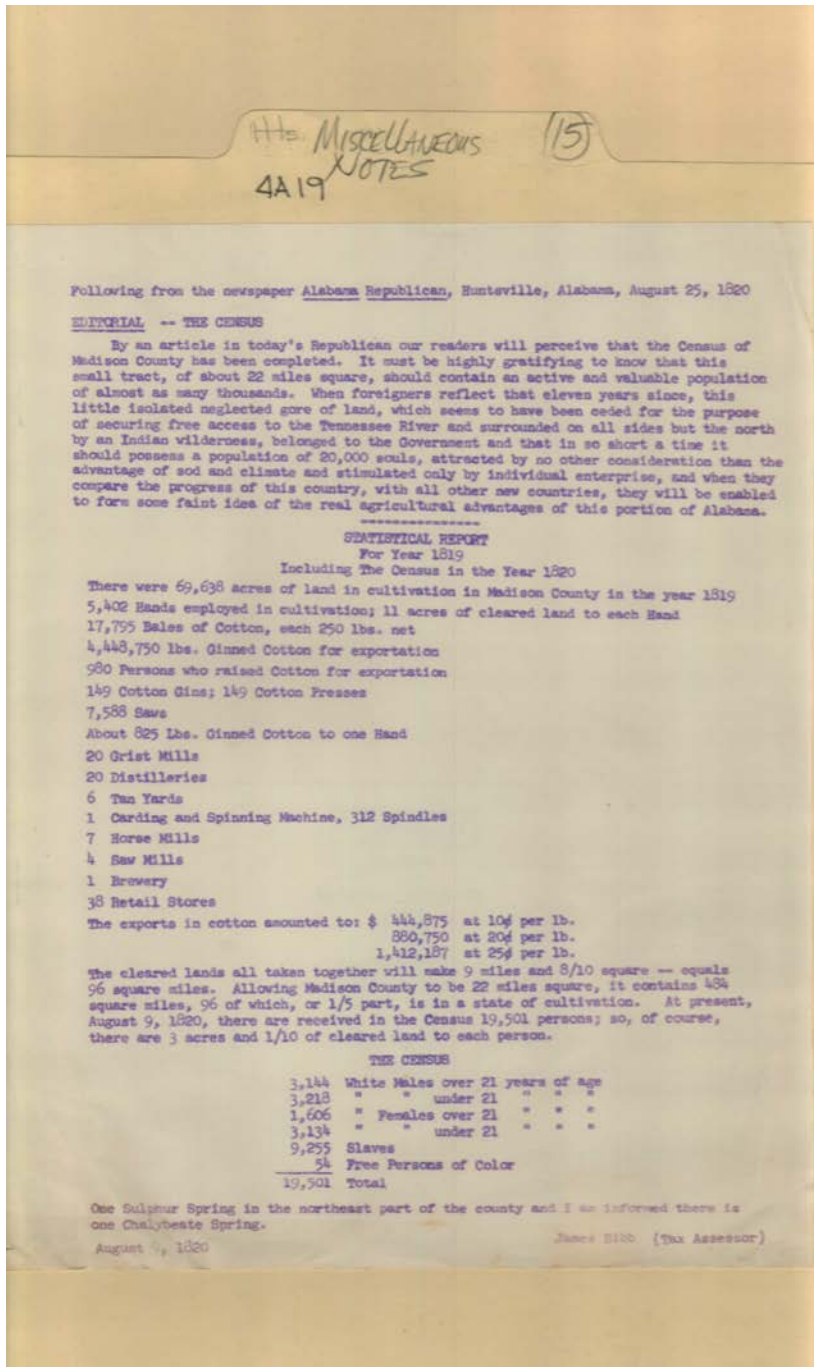 Hts. MISCELLANEOUS (15)
NOTES
4A19
Following from the newspaper Alabama Republican, Huntsville, Alabama, August 25, 1820
EDITORIAL -- THE CENSUS
By an article in today's Republican our readers will perceive that the Census of
Madison County has been completed. It must be highly gratifying to know that this
small tract, of about 22 miles square, should contain an active and valuable population
of almost as many thousands. When foreigners reflect that eleven years since, this
little isolated neglected gore of land, which seems to have been ceded for the purpose
of securing free access to the Tennessee River and surrounded on all sides but the north
by an Indian wilderness, belonged to the Government and that in so short a time it
should possess a population of 20,000 souls, attracted by no other consideration than the
advantage of sod and climate and stimulated only by individual enterprise, and when they
compare the progress of this country, with all other new countries, they will be enabled
to form some faint idea of the real agricultural advantages of this portion of Alabama.
---------------
STATISTICAL REPORT
For Year 1819
Including The Census in the Year 1820
There were 69,638 acres of land in cultivation in Madison County in the year 1819
5,402 Hands employed in cultivation; 11 acres of cleared land to each Hand
17,795 Bales of Cotton, each 250 lbs. net
4,448,750 lbs. Ginned Cotton for exportation
980 Persons who raised Cotton for exportation
149 Cotton Gins; 149 Cotton Presses
7,588 Saws
About 825 Lbs. Ginned Cotton to one Hand
20 Grist Mills
20 Distilleries
6 Tan Yards
1 Carding and Spinning Machine, 312 Spindles
7 Horse Mills
4 Saw Mills
1 Brewery
38 Retail Stores
The exports in cotton amounted to: $ 444,875 at 10¢ per lb.
880,750 at 20¢ per lb.
1,412,187 at 25¢ per lb.
The cleared lands all taken together will make 9 miles and 8/10 square -- equals
96 square miles. Allowing Madison County to be 22 miles square, it contains 484
square miles, 96 of which, or 1/5 part, is in a state of cultivation. At present,
August 9, 1820, there are received in the Census 19,501 persons; so, of course,
there are 3 acres and 1/10 of cleared land to each person.
THE CENSUS
3,144 White Males over 21 years of age
3,218 " " under 21 " " "
1,606 " Females over 21 " " "
3,134 " " under 21 " " "
9,255 Slaves
54 Free Persons of Color
19,501 Total
One Sulphur Spring in the northeast part of the county and I am informed there is
one Chalybeate Spring.
James Bibb (Tax Assessor)
August 9, 1820